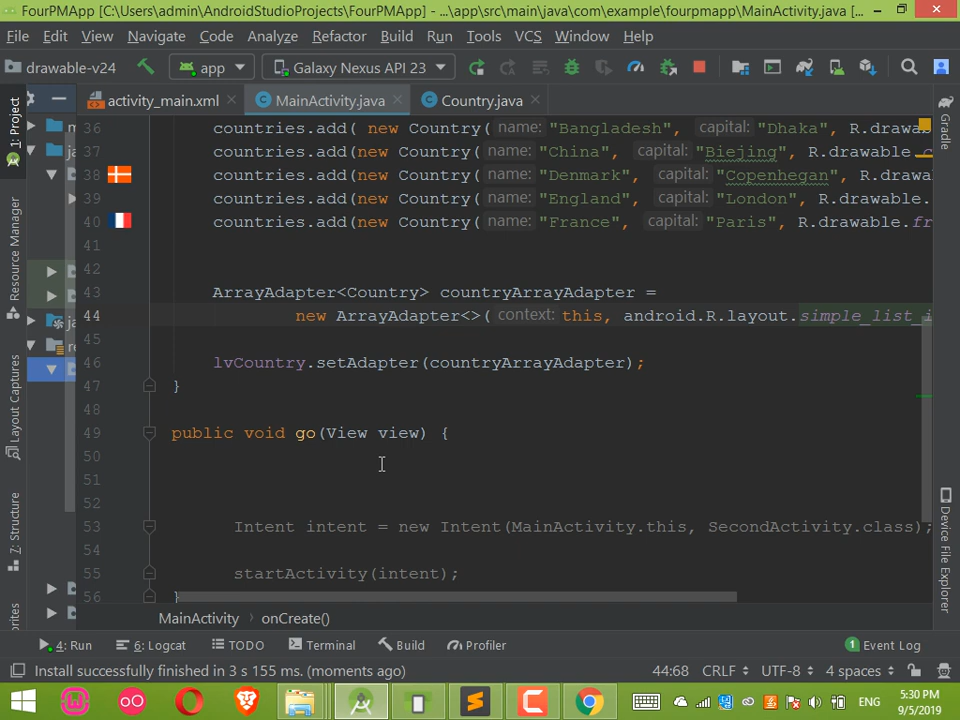 FourPMApp [C:\Users\admin\AndroidStudioProjects\FourPMApp] - ...\app\src\main\java\com\example\fourpmapp\MainActivity.java [...
File Edit View Navigate Code Analyze Refactor Build Run Tools VCS Window Help
drawable-v24 app Galaxy Nexus API 23
activity_main.xml MainActivity.java Country.java
36 countries.add( new Country( name: "Bangladesh", capital: "Dhaka", R.drawa
37 countries.add(new Country( name: "China", capital: "Biejing", R.drawable.c
38 countries.add(new Country( name: "Denmark", capital: "Copenhegan", R.drawa
39 countries.add(new Country( name: "England", capital: "London", R.drawable.
40 countries.add(new Country( name: "France", capital: "Paris", R.drawable.fr
41
42
43 ArrayAdapter<Country> countryArrayAdapter =
44 new ArrayAdapter<>( context: this, android.R.layout.simple_list_i
45
46 lvCountry.setAdapter(countryArrayAdapter);
47 }
48
49 public void go(View view) {
50
51
52
53 Intent intent = new Intent(MainActivity.this, SecondActivity.class);
54
55 startActivity(intent);
56 }
MainActivity onCreate()
4: Run 6: Logcat TODO Terminal Build Profiler 1 Event Log
Install successfully finished in 3 s 155 ms. (moments ago) 44:68 CRLF UTF-8 4 spaces
ENG 5:30 PM
9/5/2019
1: Project
Resource Manager
Layout Captures
7: Structure
Gradle
Device File Explorer